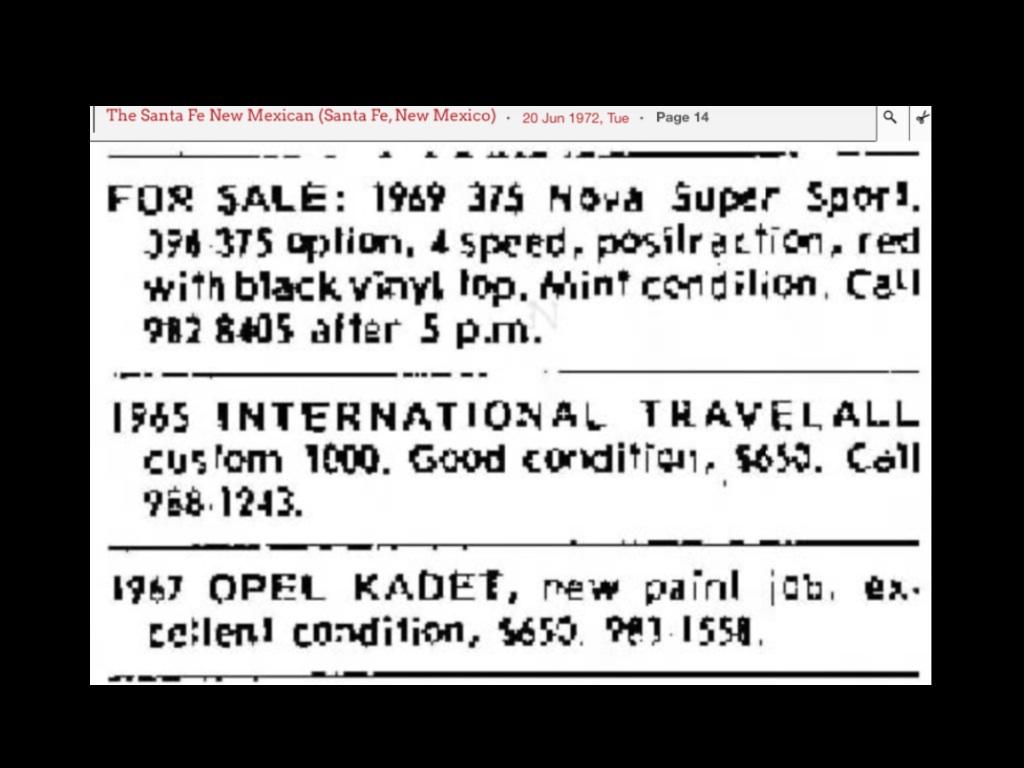 The Santa Fe New Mexican (Santa Fe, New Mexico) · 20 Jun 1972, Tue · Page 14
FOR SALE: 1969 375 Nova Super Sport,
396-375 option, 4 speed, positraction, red
with black vinyl top. Mint condition. Call
982 8405 after 5 p.m.
1965 INTERNATIONAL TRAVELALL
custom 1000. Good condition, $650. Call
988-1243.
1967 OPEL KADET, new paint job, ex-
cellent condition, $650. 983-1558.